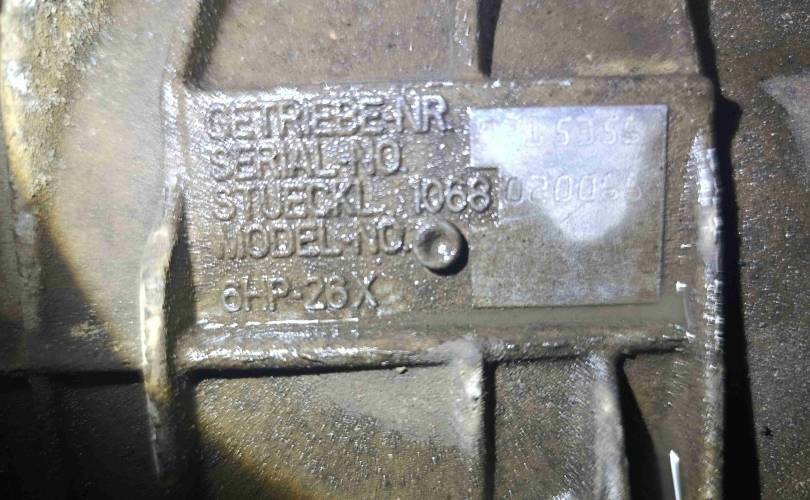 GETRIEBE-NR.
SERIAL-NO.
STUECKL. 1068
MODEL-NO.
6HP-26X